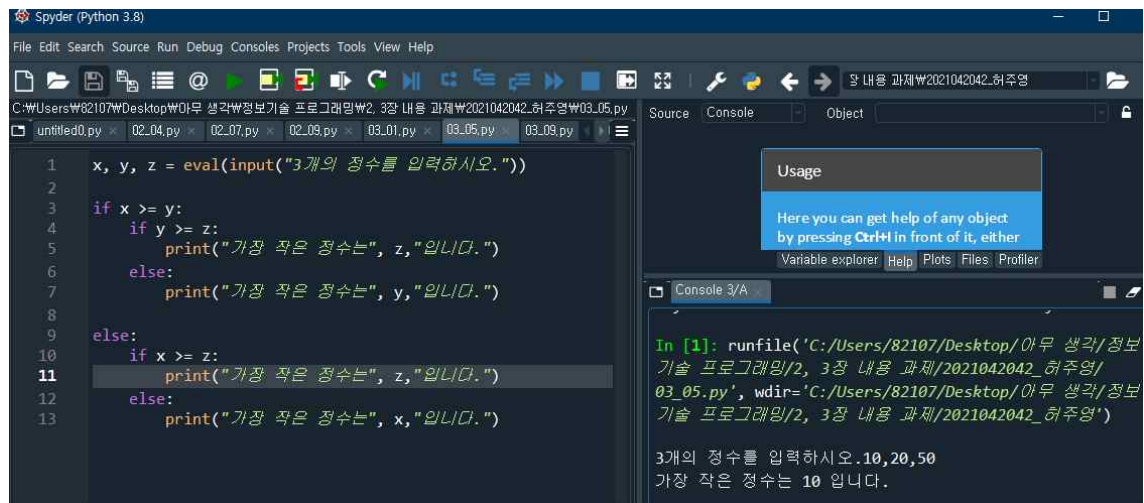 Spyder (Python 3.8)
File Edit Search Source Run Debug Consoles Projects Tools View Help
장 내용 과제₩2021042042_허주영
C:₩Users₩82107₩Desktop₩아무 생각₩정보기술 프로그래밍₩2, 3장 내용 과제₩2021042042_허주영₩03_05.py
untitled0.py 02_04.py 02_07.py 02_09.py 03_01.py 03_05.py 03_09.py
1 x, y, z = eval(input("3개의 정수를 입력하시오."))
2
3 if x >= y:
4     if y >= z:
5         print("가장 작은 정수는", z,"입니다.")
6     else:
7         print("가장 작은 정수는", y,"입니다.")
8
9 else:
10     if x >= z:
11         print("가장 작은 정수는", z,"입니다.")
12     else:
13         print("가장 작은 정수는", x,"입니다.")
Source Console Object
Usage
Here you can get help of any object
by pressing Ctrl+I in front of it, either
Variable explorer Help Plots Files Profiler
Console 3/A
In [1]: runfile('C:/Users/82107/Desktop/아무 생각/정보
기술 프로그래밍/2, 3장 내용 과제/2021042042_허주영/
03_05.py', wdir='C:/Users/82107/Desktop/아무 생각/정보
기술 프로그래밍/2, 3장 내용 과제/2021042042_허주영')
3개의 정수를 입력하시오.10,20,50
가장 작은 정수는 10 입니다.